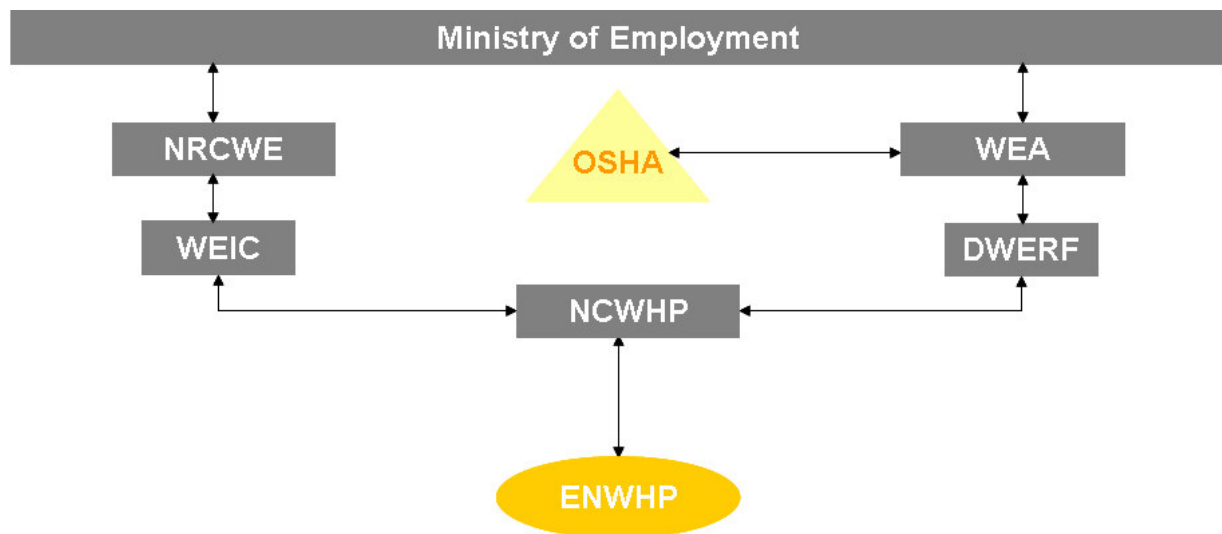 Ministry of Employment
NRCWE
OSHA
WEA
WEIC
DWERF
NCWHP
ENWHP